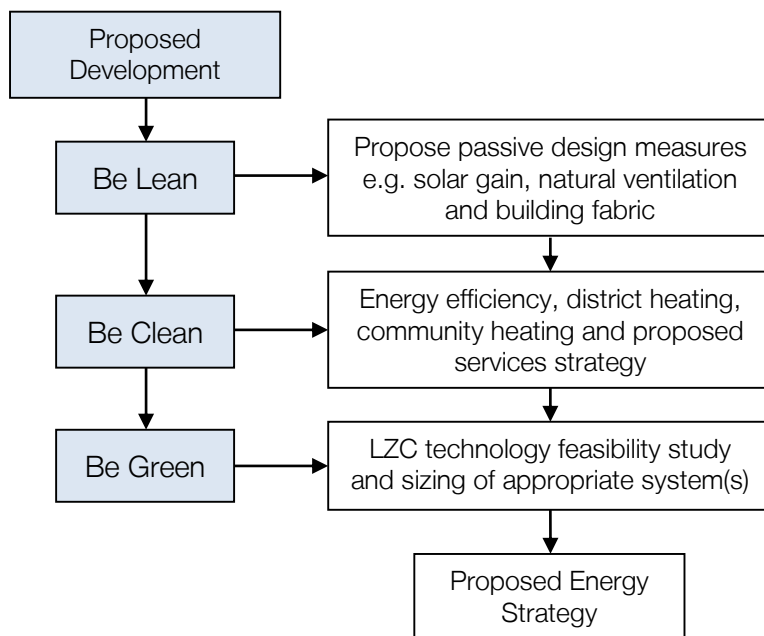 Proposed
Development
Be Lean
Propose passive design measures
e.g. solar gain, natural ventilation
and building fabric
Be Clean
Energy efficiency, district heating,
community heating and proposed
services strategy
Be Green
LZC technology feasibility study
and sizing of appropriate system(s)
Proposed Energy
Strategy